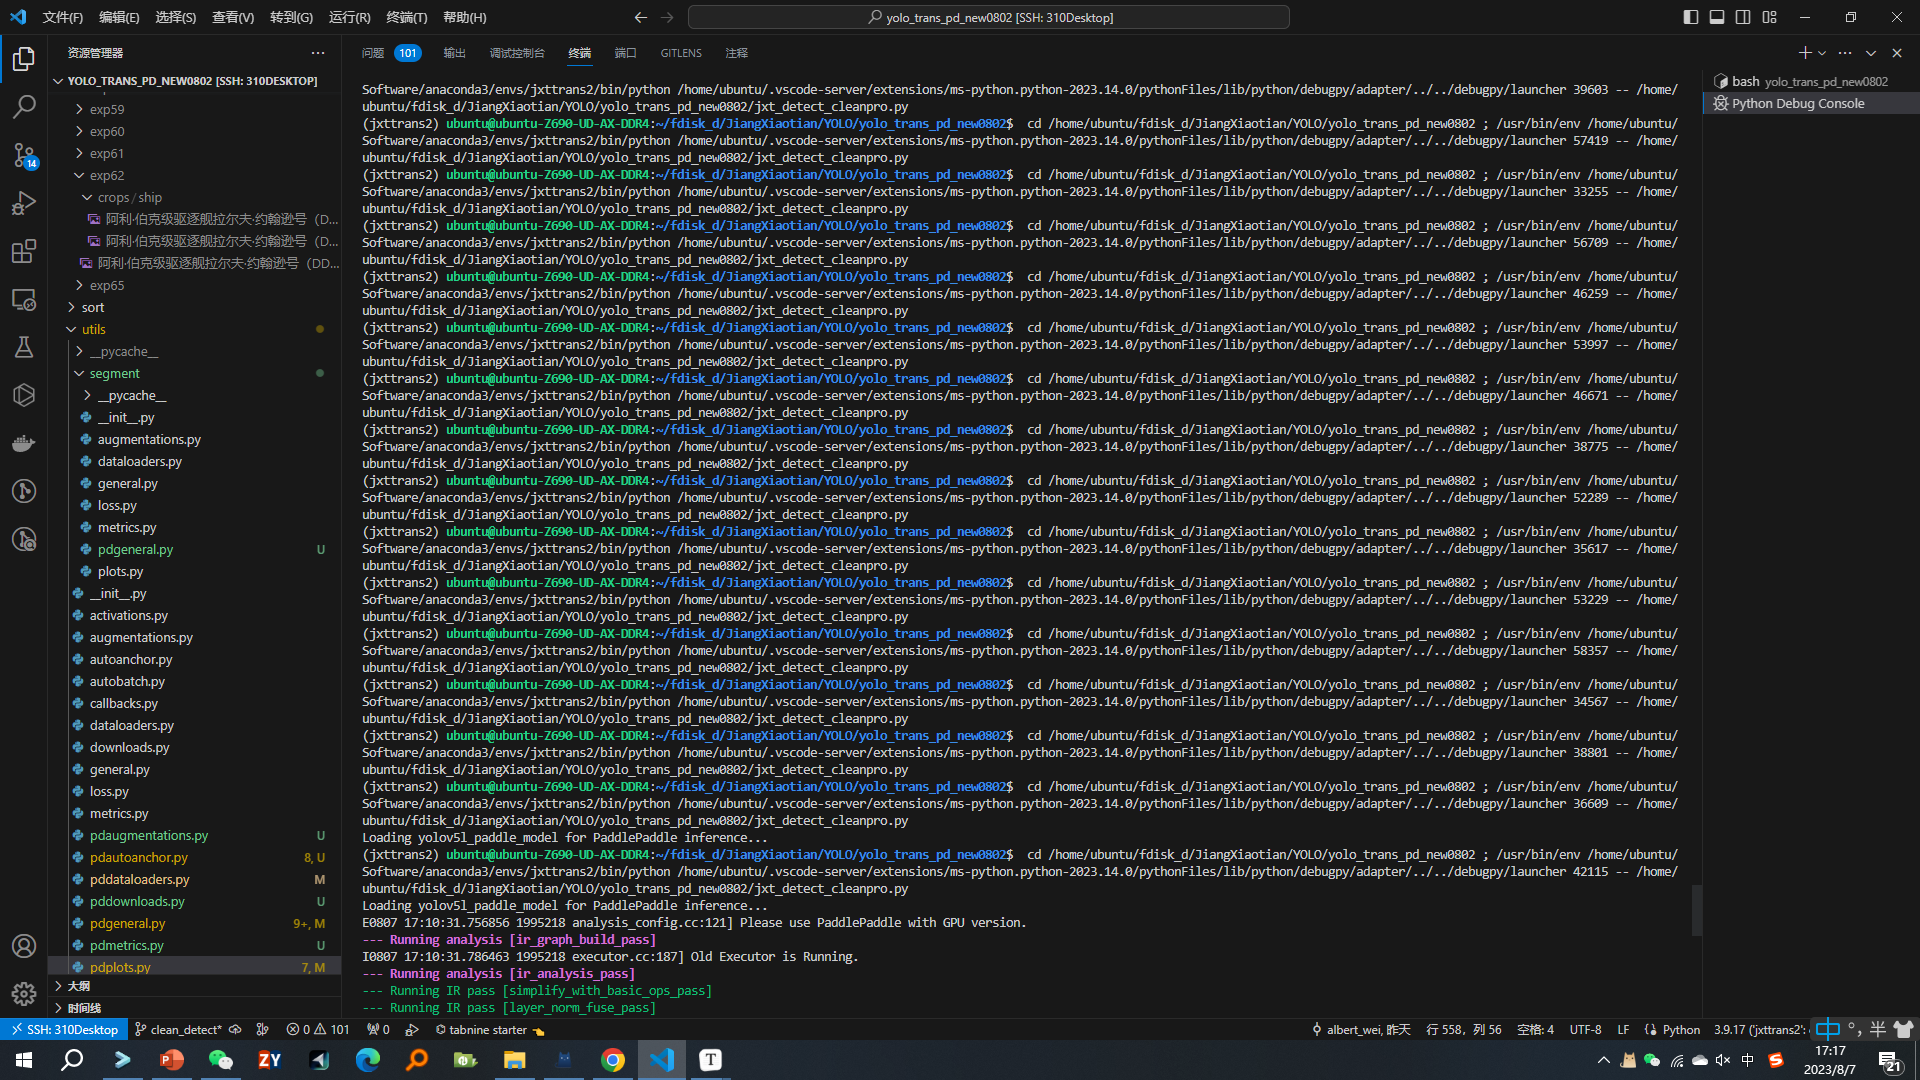 文件(F) 编辑(E) 选择(S) 查看(V) 转到(G) 运行(R) 终端(T) 帮助(H)
yolo_trans_pd_new0802 [SSH: 310Desktop]
资源管理器
YOLO_TRANS_PD_NEW0802 [SSH: 310DESKTOP]
exp59
exp60
exp61
14
exp62
crops / ship
阿利·伯克级驱逐舰拉尔夫·约翰逊号（D...
阿利·伯克级驱逐舰拉尔夫·约翰逊号（D...
阿利·伯克级驱逐舰拉尔夫·约翰逊号（DD...
exp65
sort
utils
__pycache__
segment
__pycache__
__init__.py
augmentations.py
dataloaders.py
general.py
loss.py
metrics.py
pdgeneral.py U
plots.py
__init__.py
activations.py
augmentations.py
autoanchor.py
autobatch.py
callbacks.py
dataloaders.py
downloads.py
general.py
loss.py
metrics.py
pdaugmentations.py U
pdautoanchor.py 8, U
pddataloaders.py M
pddownloads.py U
pdgeneral.py 9+, M
pdmetrics.py U
pdplots.py 7, M
大纲
时间线
问题 101 输出 调试控制台 终端 端口 GITLENS 注释
Software/anaconda3/envs/jxttrans2/bin/python /home/ubuntu/.vscode-server/extensions/ms-python.python-2023.14.0/pythonFiles/lib/python/debugpy/adapter/../../debugpy/launcher 39603 -- /home/
ubuntu/fdisk_d/JiangXiaotian/YOLO/yolo_trans_pd_new0802/jxt_detect_cleanpro.py
(jxttrans2) ubuntu@ubuntu-Z690-UD-AX-DDR4:~/fdisk_d/JiangXiaotian/YOLO/yolo_trans_pd_new0802$ cd /home/ubuntu/fdisk_d/JiangXiaotian/YOLO/yolo_trans_pd_new0802 ; /usr/bin/env /home/ubuntu/
Software/anaconda3/envs/jxttrans2/bin/python /home/ubuntu/.vscode-server/extensions/ms-python.python-2023.14.0/pythonFiles/lib/python/debugpy/adapter/../../debugpy/launcher 57419 -- /home/
ubuntu/fdisk_d/JiangXiaotian/YOLO/yolo_trans_pd_new0802/jxt_detect_cleanpro.py
(jxttrans2) ubuntu@ubuntu-Z690-UD-AX-DDR4:~/fdisk_d/JiangXiaotian/YOLO/yolo_trans_pd_new0802$ cd /home/ubuntu/fdisk_d/JiangXiaotian/YOLO/yolo_trans_pd_new0802 ; /usr/bin/env /home/ubuntu/
Software/anaconda3/envs/jxttrans2/bin/python /home/ubuntu/.vscode-server/extensions/ms-python.python-2023.14.0/pythonFiles/lib/python/debugpy/adapter/../../debugpy/launcher 33255 -- /home/
ubuntu/fdisk_d/JiangXiaotian/YOLO/yolo_trans_pd_new0802/jxt_detect_cleanpro.py
(jxttrans2) ubuntu@ubuntu-Z690-UD-AX-DDR4:~/fdisk_d/JiangXiaotian/YOLO/yolo_trans_pd_new0802$ cd /home/ubuntu/fdisk_d/JiangXiaotian/YOLO/yolo_trans_pd_new0802 ; /usr/bin/env /home/ubuntu/
Software/anaconda3/envs/jxttrans2/bin/python /home/ubuntu/.vscode-server/extensions/ms-python.python-2023.14.0/pythonFiles/lib/python/debugpy/adapter/../../debugpy/launcher 56709 -- /home/
ubuntu/fdisk_d/JiangXiaotian/YOLO/yolo_trans_pd_new0802/jxt_detect_cleanpro.py
(jxttrans2) ubuntu@ubuntu-Z690-UD-AX-DDR4:~/fdisk_d/JiangXiaotian/YOLO/yolo_trans_pd_new0802$ cd /home/ubuntu/fdisk_d/JiangXiaotian/YOLO/yolo_trans_pd_new0802 ; /usr/bin/env /home/ubuntu/
Software/anaconda3/envs/jxttrans2/bin/python /home/ubuntu/.vscode-server/extensions/ms-python.python-2023.14.0/pythonFiles/lib/python/debugpy/adapter/../../debugpy/launcher 46259 -- /home/
ubuntu/fdisk_d/JiangXiaotian/YOLO/yolo_trans_pd_new0802/jxt_detect_cleanpro.py
(jxttrans2) ubuntu@ubuntu-Z690-UD-AX-DDR4:~/fdisk_d/JiangXiaotian/YOLO/yolo_trans_pd_new0802$ cd /home/ubuntu/fdisk_d/JiangXiaotian/YOLO/yolo_trans_pd_new0802 ; /usr/bin/env /home/ubuntu/
Software/anaconda3/envs/jxttrans2/bin/python /home/ubuntu/.vscode-server/extensions/ms-python.python-2023.14.0/pythonFiles/lib/python/debugpy/adapter/../../debugpy/launcher 53997 -- /home/
ubuntu/fdisk_d/JiangXiaotian/YOLO/yolo_trans_pd_new0802/jxt_detect_cleanpro.py
(jxttrans2) ubuntu@ubuntu-Z690-UD-AX-DDR4:~/fdisk_d/JiangXiaotian/YOLO/yolo_trans_pd_new0802$ cd /home/ubuntu/fdisk_d/JiangXiaotian/YOLO/yolo_trans_pd_new0802 ; /usr/bin/env /home/ubuntu/
Software/anaconda3/envs/jxttrans2/bin/python /home/ubuntu/.vscode-server/extensions/ms-python.python-2023.14.0/pythonFiles/lib/python/debugpy/adapter/../../debugpy/launcher 46671 -- /home/
ubuntu/fdisk_d/JiangXiaotian/YOLO/yolo_trans_pd_new0802/jxt_detect_cleanpro.py
(jxttrans2) ubuntu@ubuntu-Z690-UD-AX-DDR4:~/fdisk_d/JiangXiaotian/YOLO/yolo_trans_pd_new0802$ cd /home/ubuntu/fdisk_d/JiangXiaotian/YOLO/yolo_trans_pd_new0802 ; /usr/bin/env /home/ubuntu/
Software/anaconda3/envs/jxttrans2/bin/python /home/ubuntu/.vscode-server/extensions/ms-python.python-2023.14.0/pythonFiles/lib/python/debugpy/adapter/../../debugpy/launcher 38775 -- /home/
ubuntu/fdisk_d/JiangXiaotian/YOLO/yolo_trans_pd_new0802/jxt_detect_cleanpro.py
(jxttrans2) ubuntu@ubuntu-Z690-UD-AX-DDR4:~/fdisk_d/JiangXiaotian/YOLO/yolo_trans_pd_new0802$ cd /home/ubuntu/fdisk_d/JiangXiaotian/YOLO/yolo_trans_pd_new0802 ; /usr/bin/env /home/ubuntu/
Software/anaconda3/envs/jxttrans2/bin/python /home/ubuntu/.vscode-server/extensions/ms-python.python-2023.14.0/pythonFiles/lib/python/debugpy/adapter/../../debugpy/launcher 52289 -- /home/
ubuntu/fdisk_d/JiangXiaotian/YOLO/yolo_trans_pd_new0802/jxt_detect_cleanpro.py
(jxttrans2) ubuntu@ubuntu-Z690-UD-AX-DDR4:~/fdisk_d/JiangXiaotian/YOLO/yolo_trans_pd_new0802$ cd /home/ubuntu/fdisk_d/JiangXiaotian/YOLO/yolo_trans_pd_new0802 ; /usr/bin/env /home/ubuntu/
Software/anaconda3/envs/jxttrans2/bin/python /home/ubuntu/.vscode-server/extensions/ms-python.python-2023.14.0/pythonFiles/lib/python/debugpy/adapter/../../debugpy/launcher 35617 -- /home/
ubuntu/fdisk_d/JiangXiaotian/YOLO/yolo_trans_pd_new0802/jxt_detect_cleanpro.py
(jxttrans2) ubuntu@ubuntu-Z690-UD-AX-DDR4:~/fdisk_d/JiangXiaotian/YOLO/yolo_trans_pd_new0802$ cd /home/ubuntu/fdisk_d/JiangXiaotian/YOLO/yolo_trans_pd_new0802 ; /usr/bin/env /home/ubuntu/
Software/anaconda3/envs/jxttrans2/bin/python /home/ubuntu/.vscode-server/extensions/ms-python.python-2023.14.0/pythonFiles/lib/python/debugpy/adapter/../../debugpy/launcher 53229 -- /home/
ubuntu/fdisk_d/JiangXiaotian/YOLO/yolo_trans_pd_new0802/jxt_detect_cleanpro.py
(jxttrans2) ubuntu@ubuntu-Z690-UD-AX-DDR4:~/fdisk_d/JiangXiaotian/YOLO/yolo_trans_pd_new0802$ cd /home/ubuntu/fdisk_d/JiangXiaotian/YOLO/yolo_trans_pd_new0802 ; /usr/bin/env /home/ubuntu/
Software/anaconda3/envs/jxttrans2/bin/python /home/ubuntu/.vscode-server/extensions/ms-python.python-2023.14.0/pythonFiles/lib/python/debugpy/adapter/../../debugpy/launcher 58357 -- /home/
ubuntu/fdisk_d/JiangXiaotian/YOLO/yolo_trans_pd_new0802/jxt_detect_cleanpro.py
(jxttrans2) ubuntu@ubuntu-Z690-UD-AX-DDR4:~/fdisk_d/JiangXiaotian/YOLO/yolo_trans_pd_new0802$ cd /home/ubuntu/fdisk_d/JiangXiaotian/YOLO/yolo_trans_pd_new0802 ; /usr/bin/env /home/ubuntu/
Software/anaconda3/envs/jxttrans2/bin/python /home/ubuntu/.vscode-server/extensions/ms-python.python-2023.14.0/pythonFiles/lib/python/debugpy/adapter/../../debugpy/launcher 34567 -- /home/
ubuntu/fdisk_d/JiangXiaotian/YOLO/yolo_trans_pd_new0802/jxt_detect_cleanpro.py
(jxttrans2) ubuntu@ubuntu-Z690-UD-AX-DDR4:~/fdisk_d/JiangXiaotian/YOLO/yolo_trans_pd_new0802$ cd /home/ubuntu/fdisk_d/JiangXiaotian/YOLO/yolo_trans_pd_new0802 ; /usr/bin/env /home/ubuntu/
Software/anaconda3/envs/jxttrans2/bin/python /home/ubuntu/.vscode-server/extensions/ms-python.python-2023.14.0/pythonFiles/lib/python/debugpy/adapter/../../debugpy/launcher 38801 -- /home/
ubuntu/fdisk_d/JiangXiaotian/YOLO/yolo_trans_pd_new0802/jxt_detect_cleanpro.py
(jxttrans2) ubuntu@ubuntu-Z690-UD-AX-DDR4:~/fdisk_d/JiangXiaotian/YOLO/yolo_trans_pd_new0802$ cd /home/ubuntu/fdisk_d/JiangXiaotian/YOLO/yolo_trans_pd_new0802 ; /usr/bin/env /home/ubuntu/
Software/anaconda3/envs/jxttrans2/bin/python /home/ubuntu/.vscode-server/extensions/ms-python.python-2023.14.0/pythonFiles/lib/python/debugpy/adapter/../../debugpy/launcher 36609 -- /home/
ubuntu/fdisk_d/JiangXiaotian/YOLO/yolo_trans_pd_new0802/jxt_detect_cleanpro.py
Loading yolov5l_paddle_model for PaddlePaddle inference...
(jxttrans2) ubuntu@ubuntu-Z690-UD-AX-DDR4:~/fdisk_d/JiangXiaotian/YOLO/yolo_trans_pd_new0802$ cd /home/ubuntu/fdisk_d/JiangXiaotian/YOLO/yolo_trans_pd_new0802 ; /usr/bin/env /home/ubuntu/
Software/anaconda3/envs/jxttrans2/bin/python /home/ubuntu/.vscode-server/extensions/ms-python.python-2023.14.0/pythonFiles/lib/python/debugpy/adapter/../../debugpy/launcher 42115 -- /home/
ubuntu/fdisk_d/JiangXiaotian/YOLO/yolo_trans_pd_new0802/jxt_detect_cleanpro.py
Loading yolov5l_paddle_model for PaddlePaddle inference...
E0807 17:10:31.756856 1995218 analysis_config.cc:121] Please use PaddlePaddle with GPU version.
--- Running analysis [ir_graph_build_pass]
I0807 17:10:31.786463 1995218 executor.cc:187] Old Executor is Running.
--- Running analysis [ir_analysis_pass]
--- Running IR pass [simplify_with_basic_ops_pass]
--- Running IR pass [layer_norm_fuse_pass]
bash yolo_trans_pd_new0802
Python Debug Console
SSH: 310Desktop clean_detect* 0 101 0 tabnine starter albert_wei, 昨天 行 558，列 56 空格: 4 UTF-8 LF Python 3.9.17 ('jxttrans2': 中 °, 半
ZY T 中 S 17:17
2023/8/7 21